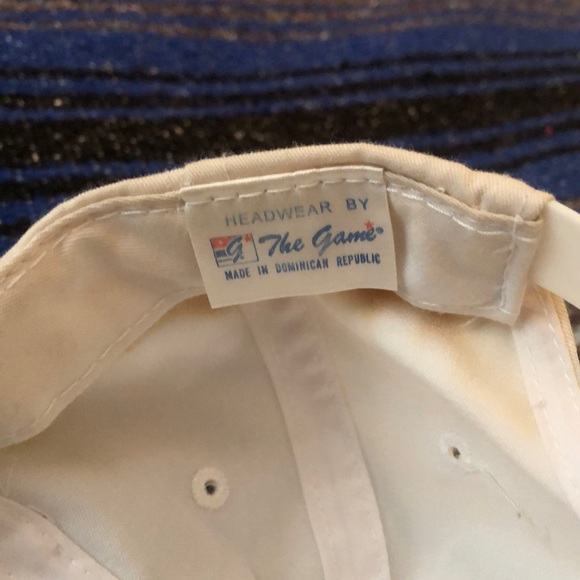 HEADWEAR BY
G. The Game®
MADE IN DOMINICAN REPUBLIC